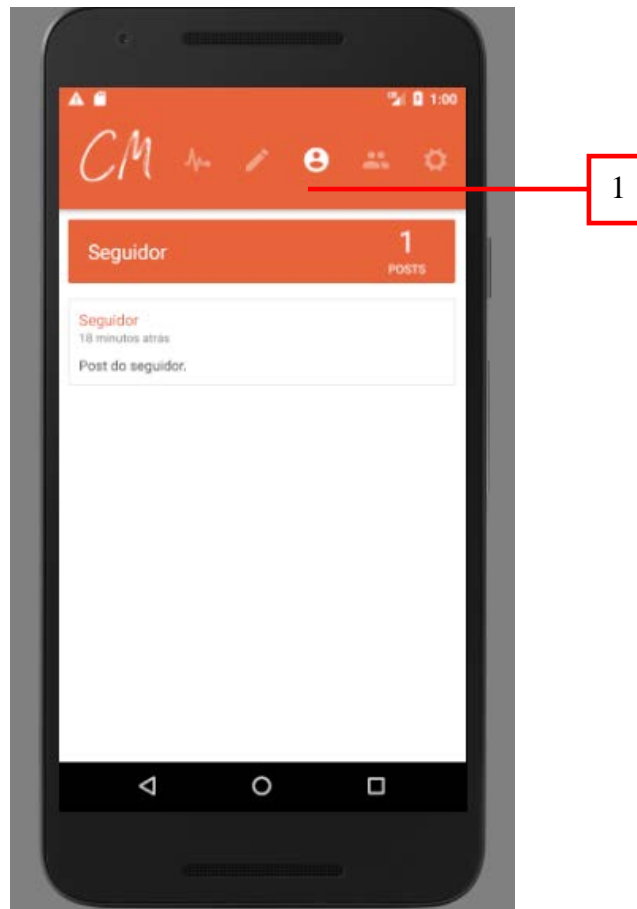 1:00
CM
1
Seguidor
1
POSTS
Seguidor
18 minutos atrás
Post do seguidor.